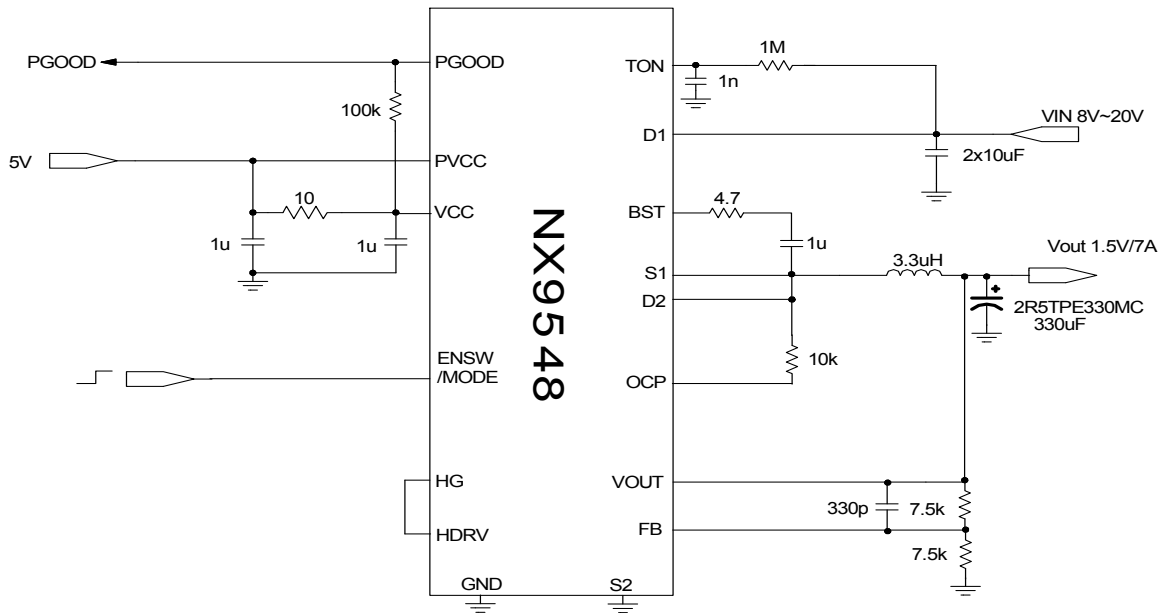 PGOOD
PGOOD
100k
5V
PVCC
10
VCC
1u
1u
ENSW
/MODE
HG
HDRV
GND
NX9548
TON
1M
1n
VIN 8V~20V
D1
2x10uF
BST
4.7
1u
S1
3.3uH
Vout 1.5V/7A
D2
2R5TPE330MC
330uF
10k
OCP
VOUT
330p
7.5k
FB
7.5k
S2